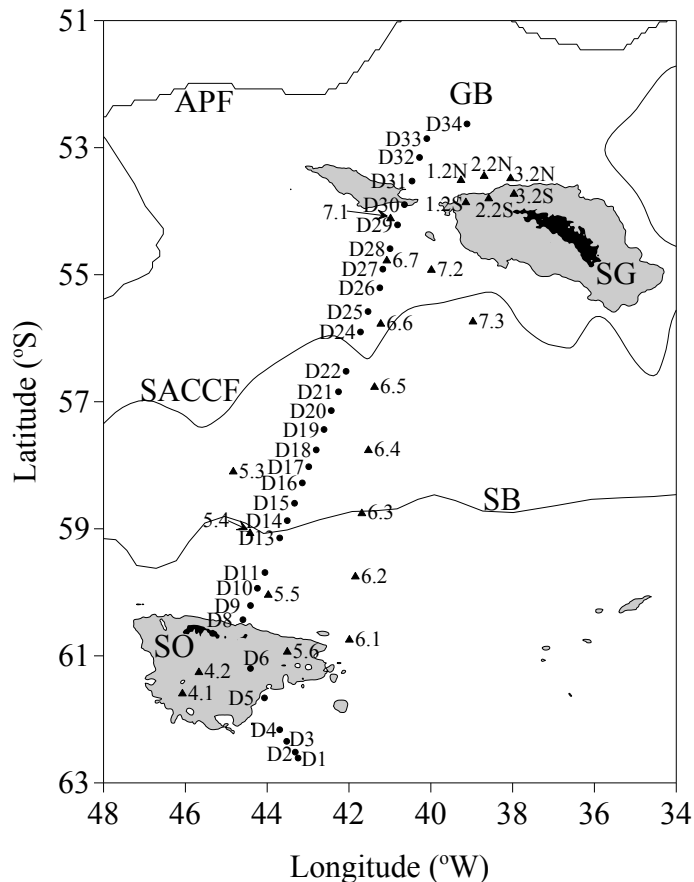 51
APF
GB
D34
D33
53
D32
1.2N
2.2N
3.2N
D31
D30
7.1
1.2S
2.2S
3.2S
D29
D28
6.7
55
D27
7.2
SG
D26
D25
6.6
D24
7.3
SACCF
D22
6.5
57
D21
D20
D19
D18
6.4
5.3
D17
D16
D15
SB
5.4
D14
6.3
59
D13
D11
6.2
D10
5.5
D9
D8
SO
6.1
5.6
61
D6
4.2
4.1
D5
D4
D3
D2
D1
63
48
46
44
42
40
38
36
34
Latitude (ºS)
Longitude (ºW)